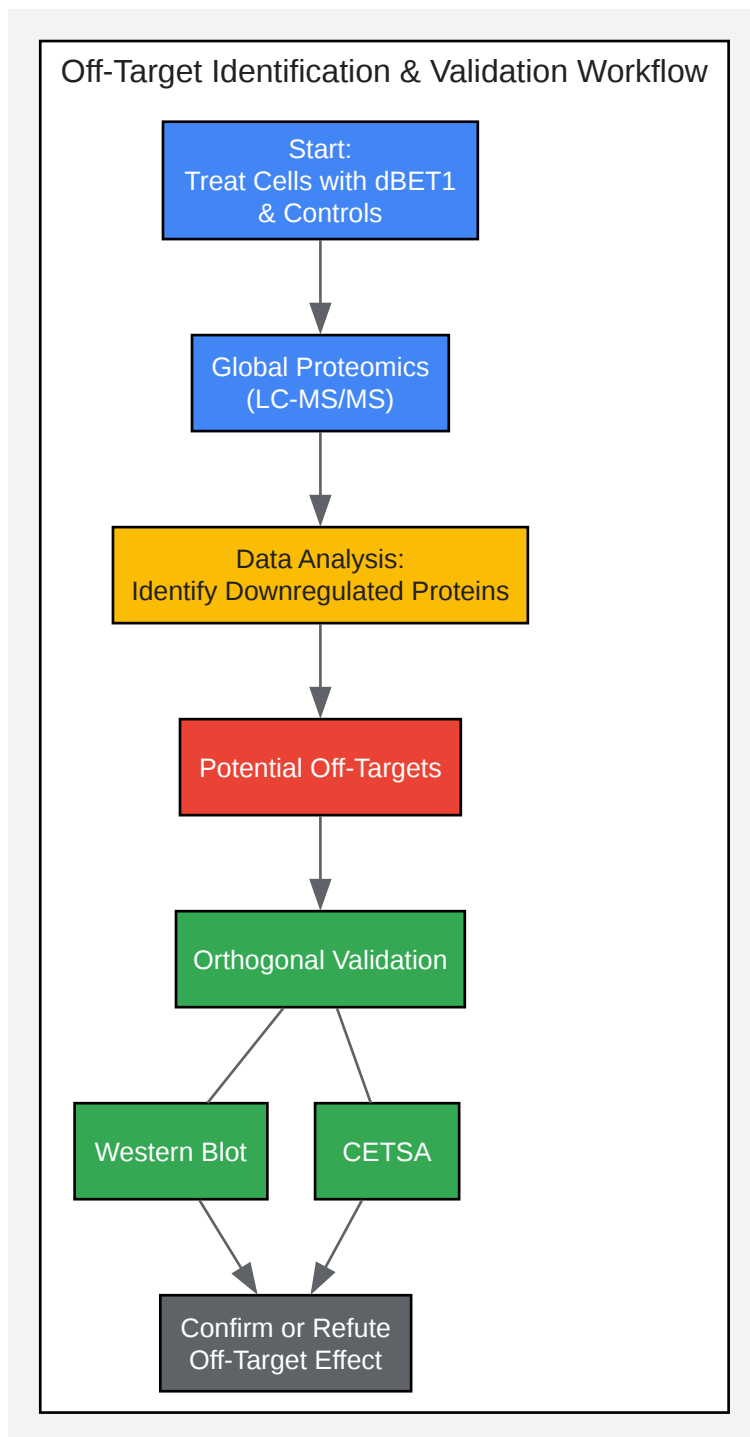 Off-Target Identification & Validation Workflow
Start:
Treat Cells with dBET1
& Controls
Global Proteomics
(LC-MS/MS)
Data Analysis:
Identify Downregulated Proteins
Potential Off-Targets
Orthogonal Validation
Western Blot
CETSA
Confirm or Refute
Off-Target Effect